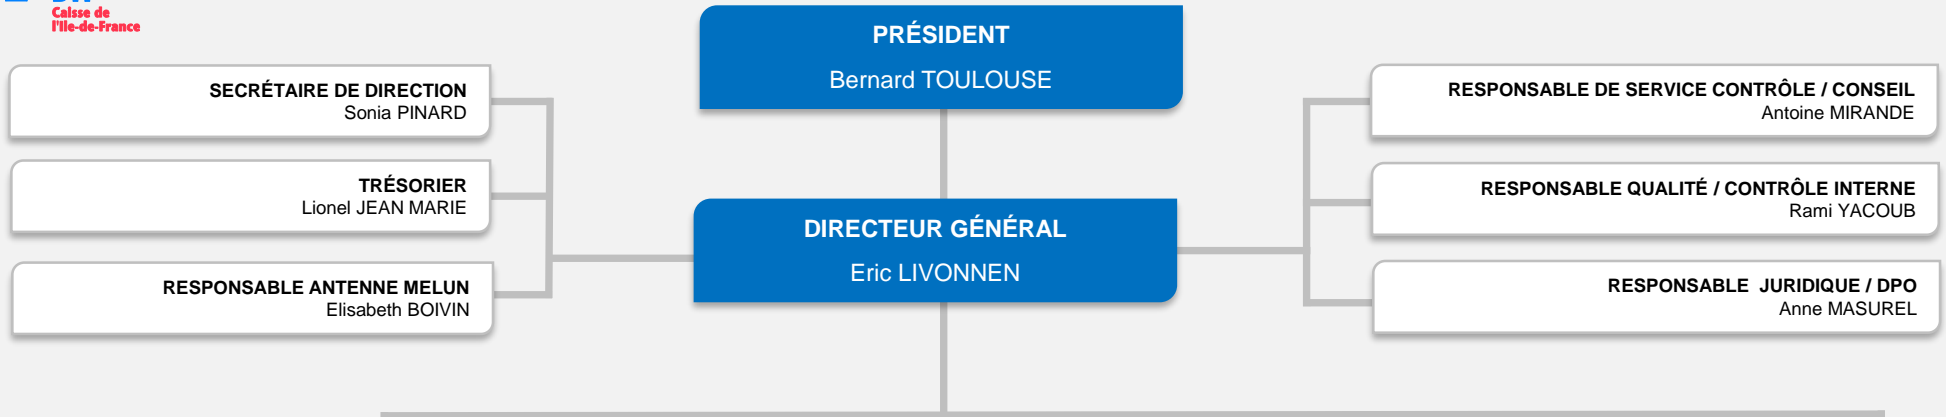 Caisse de
l'Ile-de-France
PRÉSIDENT
Bernard TOULOUSE
SECRÉTAIRE DE DIRECTION
Sonia PINARD
TRÉSORIER
Lionel JEAN MARIE
RESPONSABLE ANTENNE MELUN
Elisabeth BOIVIN
DIRECTEUR GÉNÉRAL
Eric LIVONNEN
RESPONSABLE DE SERVICE CONTRÔLE / CONSEIL
Antoine MIRANDE
RESPONSABLE QUALITÉ / CONTRÔLE INTERNE
Rami YACOUB
RESPONSABLE JURIDIQUE / DPO
Anne MASUREL